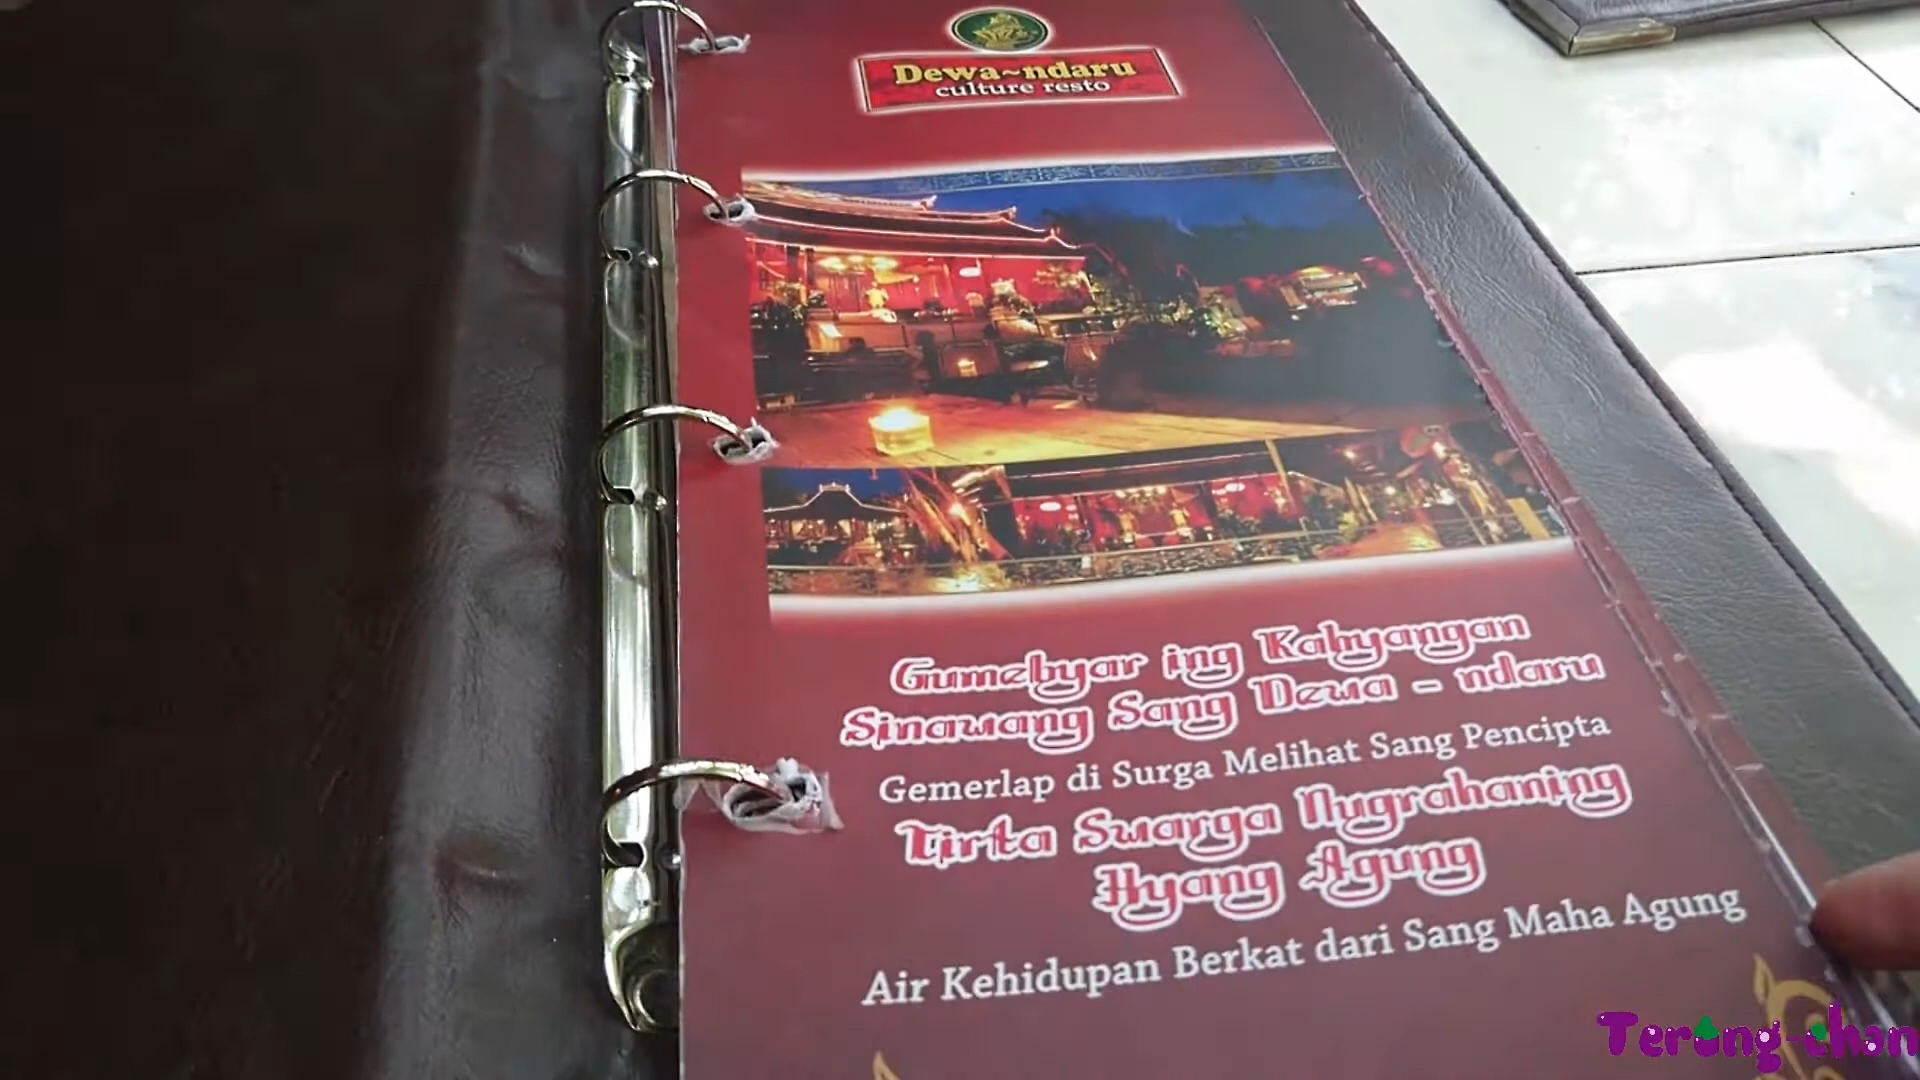 Dewa~ndaru
culture resto
Gumebyar ing Kahyangan
Sinawang Sang Dewa - ndaru
Gemerlap di Surga Melihat Sang Pencipta
Tirta Swarga Nugrahaning
Hyang Agung
Air Kehidupan Berkat dari Sang Maha Agung
Terong-chan